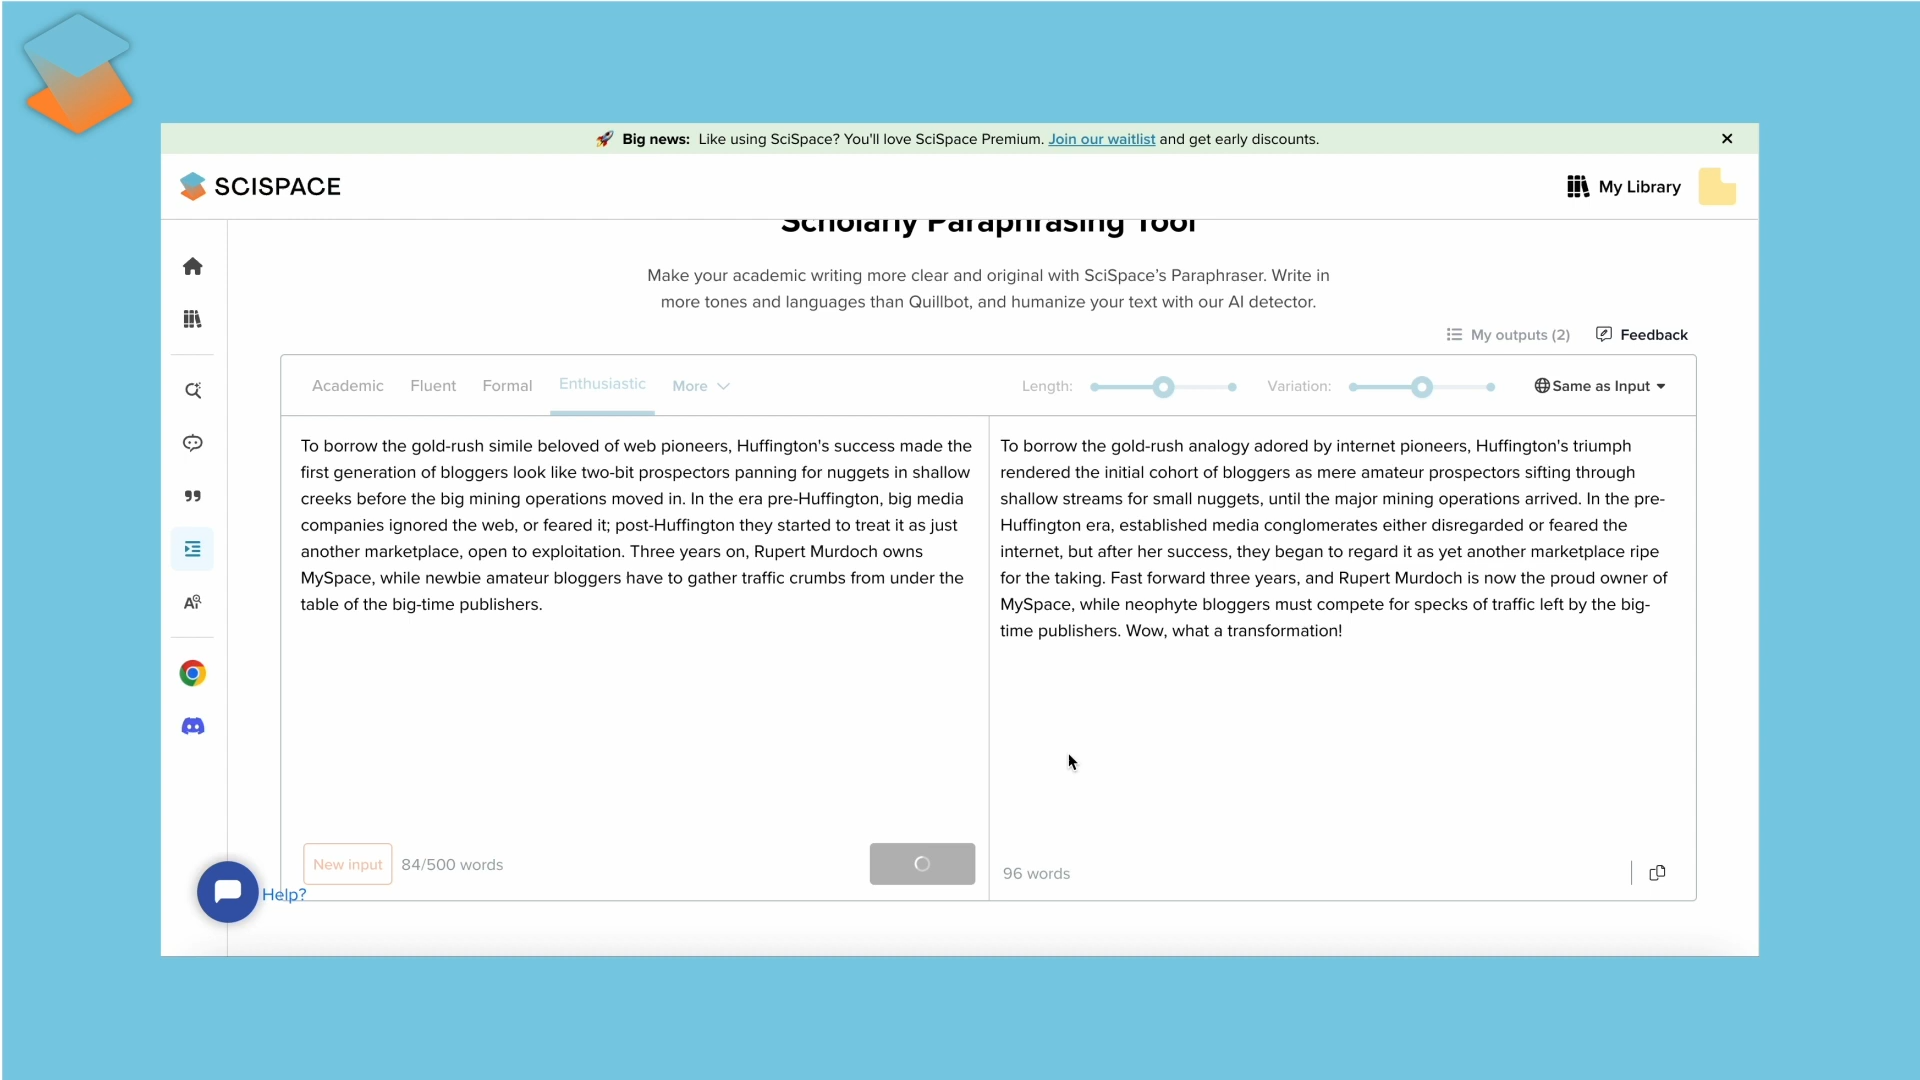 Big news: Like using SciSpace? You'll love SciSpace Premium. Join our waitlist and get early discounts.
SCISPACE
My Library
Scholarly Paraphrasing Tool
Make your academic writing more clear and original with SciSpace’s Paraphraser. Write in
more tones and languages than Quillbot, and humanize your text with our AI detector.
My outputs (2)
Feedback
Academic
Fluent
Formal
Enthusiastic
More
Length:
Variation:
Same as Input
To borrow the gold-rush simile beloved of web pioneers, Huffington's success made the
first generation of bloggers look like two-bit prospectors panning for nuggets in shallow
creeks before the big mining operations moved in. In the era pre-Huffington, big media
companies ignored the web, or feared it; post-Huffington they started to treat it as just
another marketplace, open to exploitation. Three years on, Rupert Murdoch owns
MySpace, while newbie amateur bloggers have to gather traffic crumbs from under the
table of the big-time publishers.
To borrow the gold-rush analogy adored by internet pioneers, Huffington's triumph
rendered the initial cohort of bloggers as mere amateur prospectors sifting through
shallow streams for small nuggets, until the major mining operations arrived. In the pre-
Huffington era, established media conglomerates either disregarded or feared the
internet, but after her success, they began to regard it as yet another marketplace ripe
for the taking. Fast forward three years, and Rupert Murdoch is now the proud owner of
MySpace, while neophyte bloggers must compete for specks of traffic left by the big-
time publishers. Wow, what a transformation!
New input
84/500 words
96 words
Help?